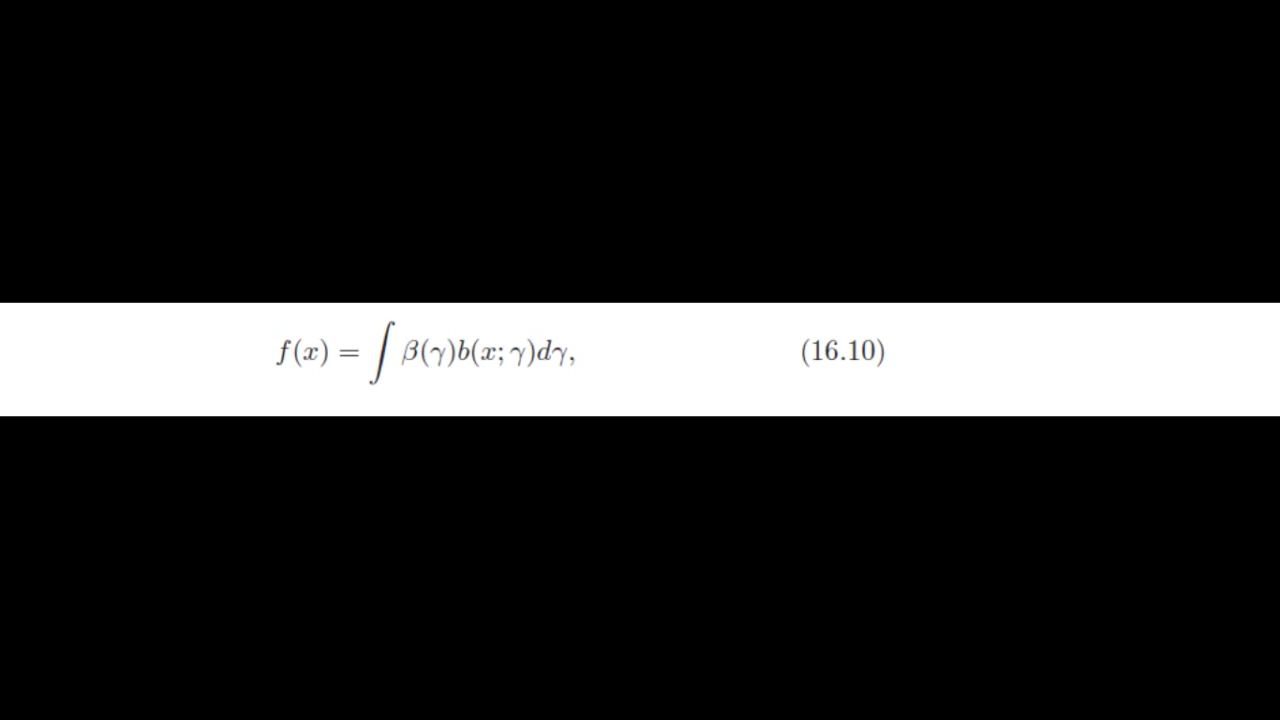 f(x) = ∫ β(γ)b(x; γ)dγ, (16.10)